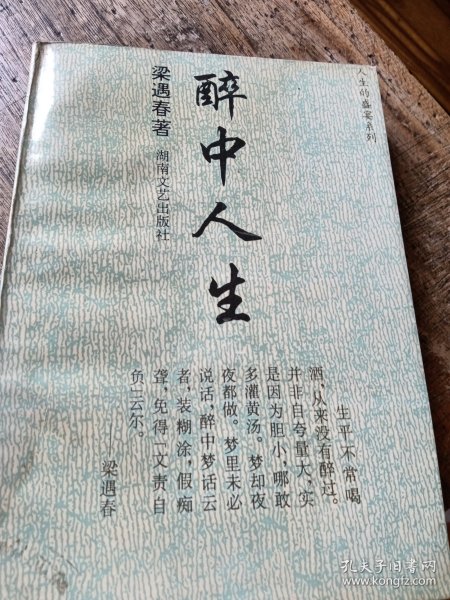 人生的盛宴系列
醉中人生
梁遇春著
湖南文艺出版社
生平不常喝
酒，从来没有醉过。
并非自夸量大，实
是因为胆小，哪敢
多灌黄汤。梦却夜
夜都做。梦里未必
说话，醉中梦话云
者，装糊涂，假痴
聋，免得“文责自
负”云尔。
——梁遇春
孔夫子旧书网
www.kongfz.com